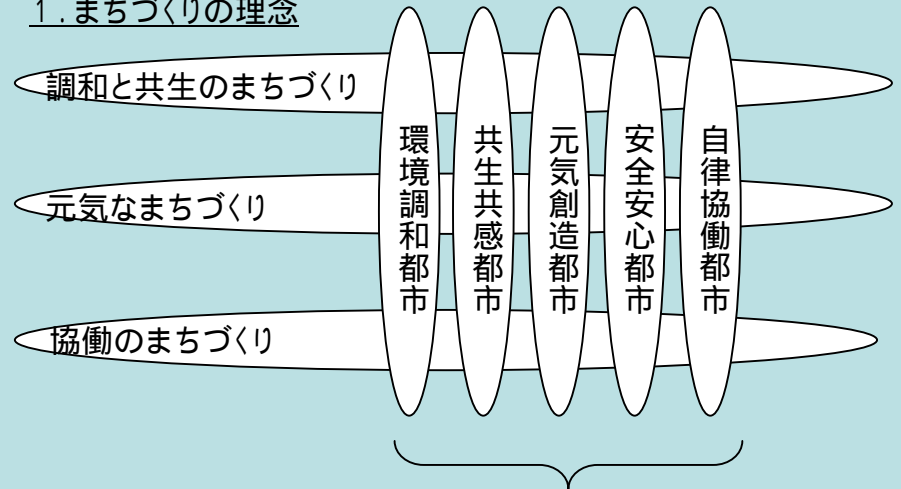 1.まちづくりの理念
調和と共生のまちづくり
元気なまちづくり
協働のまちづくり
環境調和都市
共生共感都市
元気創造都市
安全安心都市
自律協働都市